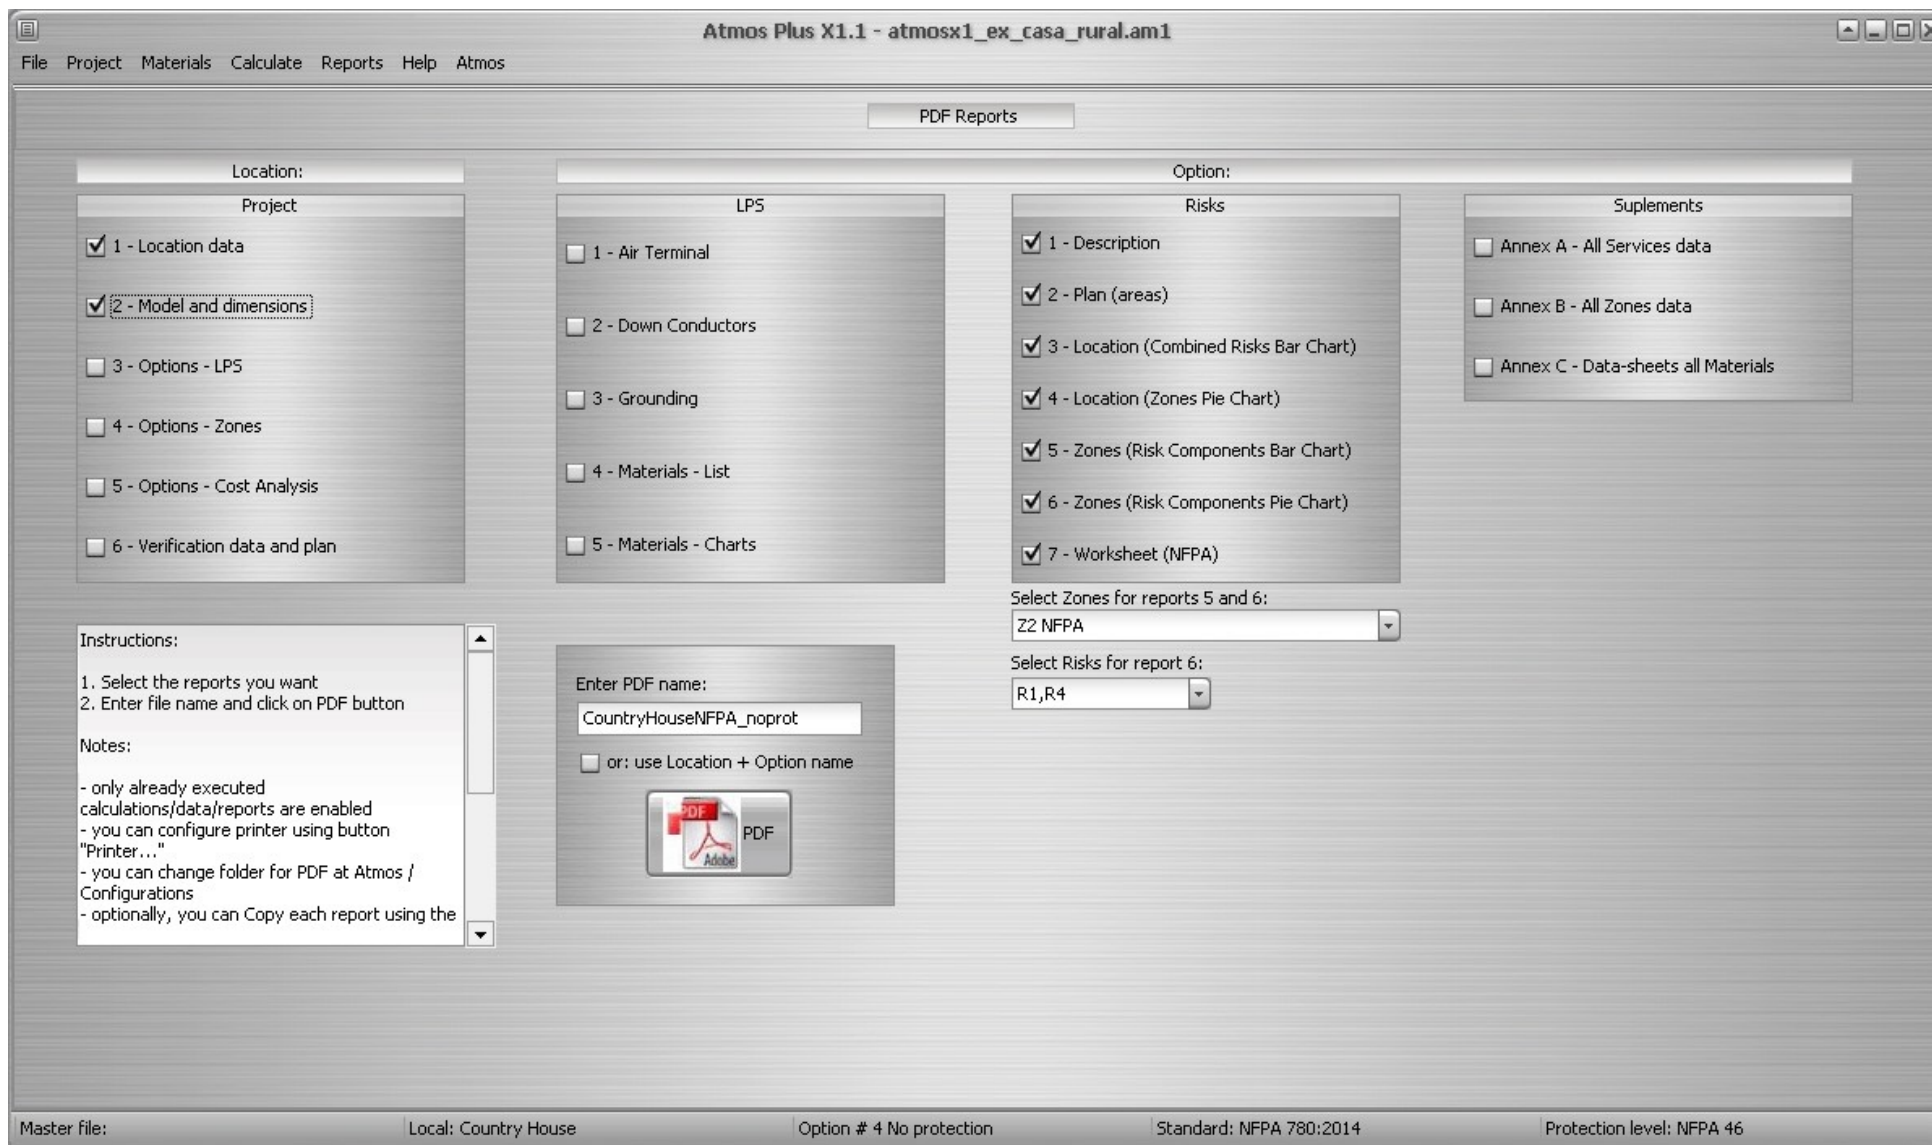 Atmos Plus X1.1 - atmosx1_ex_casa_rural.am1
File Project Materials Calculate Reports Help Atmos
PDF Reports
Location:
Option:
Project
1 - Location data
2 - Model and dimensions
3 - Options - LPS
4 - Options - Zones
5 - Options - Cost Analysis
6 - Verification data and plan
LPS
1 - Air Terminal
2 - Down Conductors
3 - Grounding
4 - Materials - List
5 - Materials - Charts
Risks
1 - Description
2 - Plan (areas)
3 - Location (Combined Risks Bar Chart)
4 - Location (Zones Pie Chart)
5 - Zones (Risk Components Bar Chart)
6 - Zones (Risk Components Pie Chart)
7 - Worksheet (NFPA)
Select Zones for reports 5 and 6:
Z2 NFPA
Select Risks for report 6:
R1,R4
Suplements
Annex A - All Services data
Annex B - All Zones data
Annex C - Data-sheets all Materials
Instructions:
1. Select the reports you want
2. Enter file name and click on PDF button
Notes:
- only already executed
calculations/data/reports are enabled
- you can configure printer using button
"Printer..."
- you can change folder for PDF at Atmos /
Configurations
- optionally, you can Copy each report using the
Enter PDF name:
CountryHouseNFPA_noprot
or: use Location + Option name
PDF
Adobe
PDF
Master file:
Local: Country House
Option # 4 No protection
Standard: NFPA 780:2014
Protection level: NFPA 46